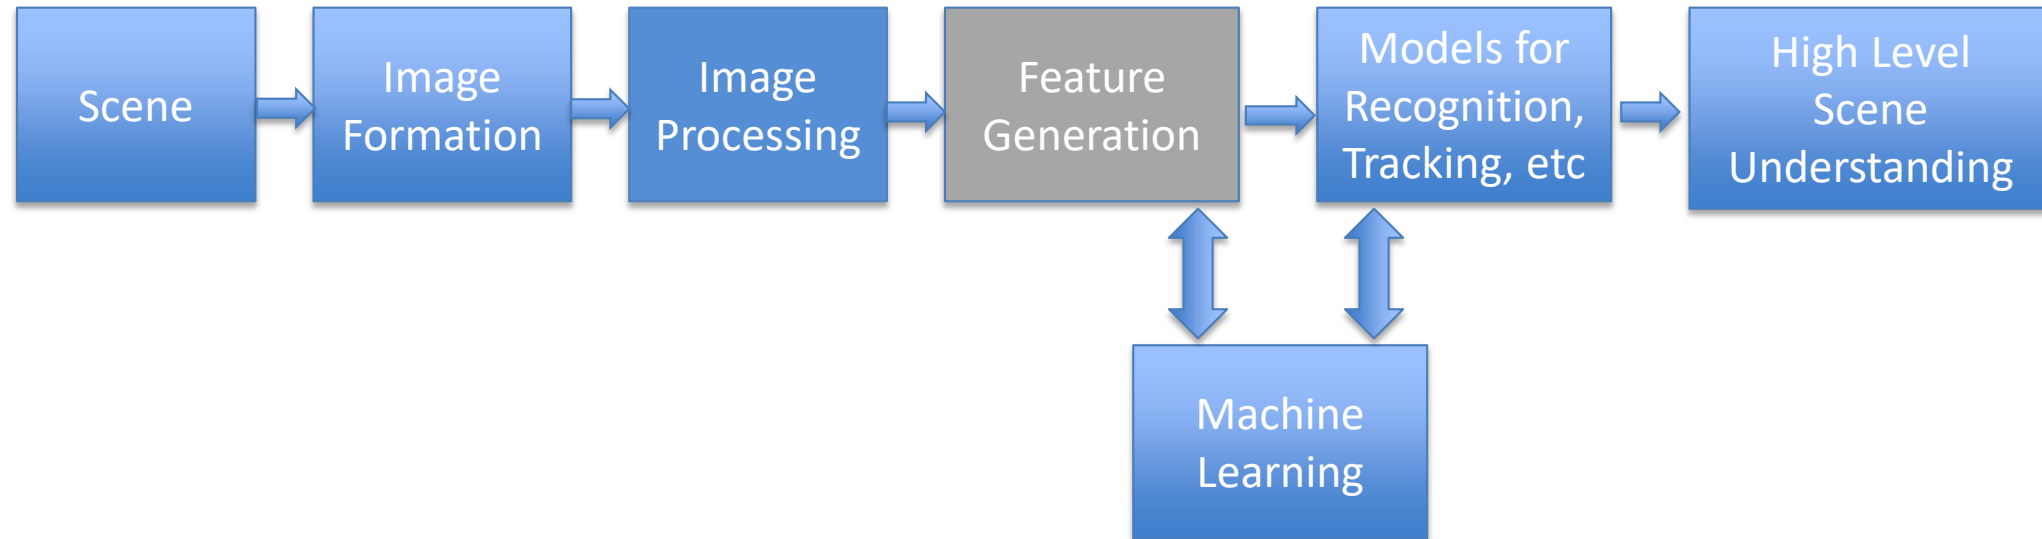 Scene
Image
Formation
Image
Processing
Feature
Generation
Models for
Recognition,
Tracking, etc
High Level
Scene
Understanding
Machine
Learning